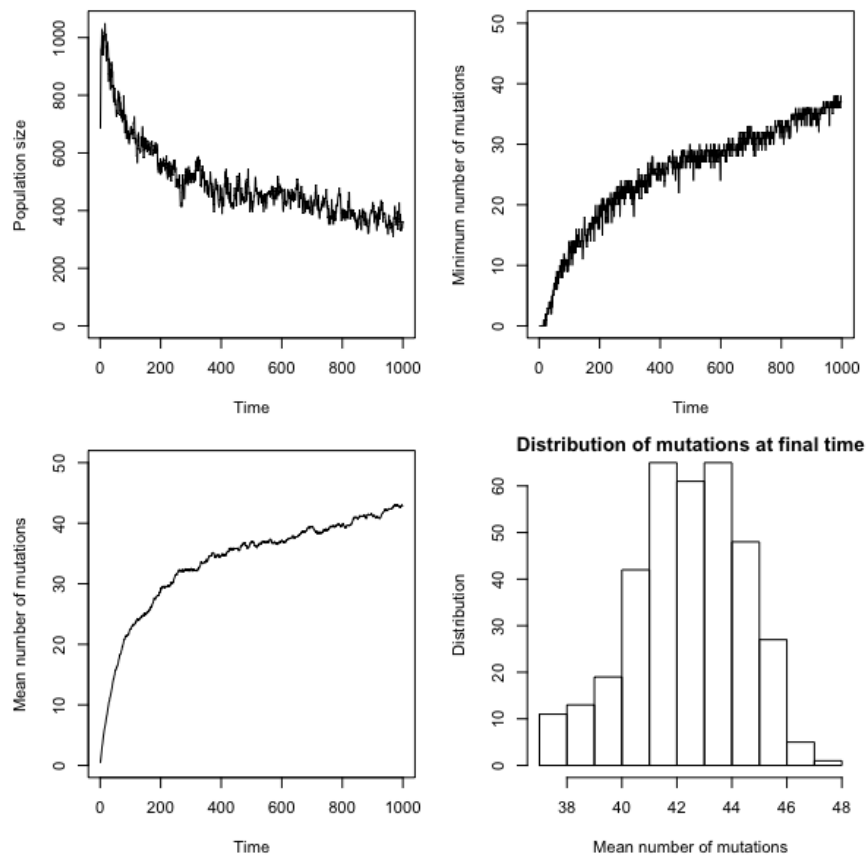 Population size
1000
800
600
400
200
0
0 200 400 600 800 1000
Time
Minimum number of mutations
50
40
30
20
10
0
0 200 400 600 800 1000
Time
Mean number of mutations
50
40
30
20
10
0
0 200 400 600 800 1000
Time
Distribution of mutations at final time
Distribution
60
50
40
30
20
10
0
38 40 42 44 46 48
Mean number of mutations